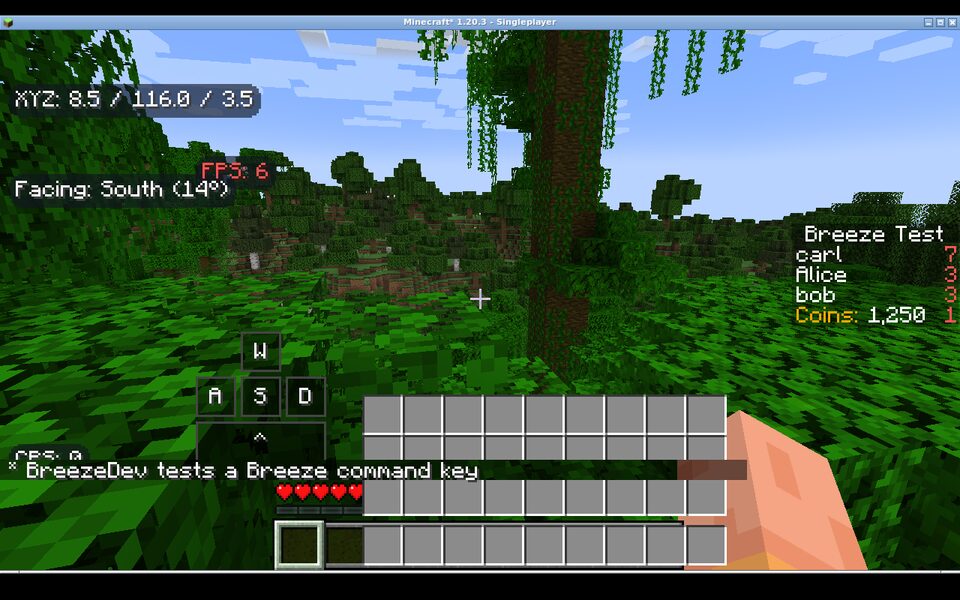 Minecraft* 1.20.3 - Singleplayer
XYZ: 8.5 / 116.0 / 3.5
FPS: 6
Facing: South (14°)
Breeze Test
carl 7
Alice 3
bob 3
Coins: 1,250 1
W
A S D
CPS: 0
* BreezeDev tests a Breeze command key